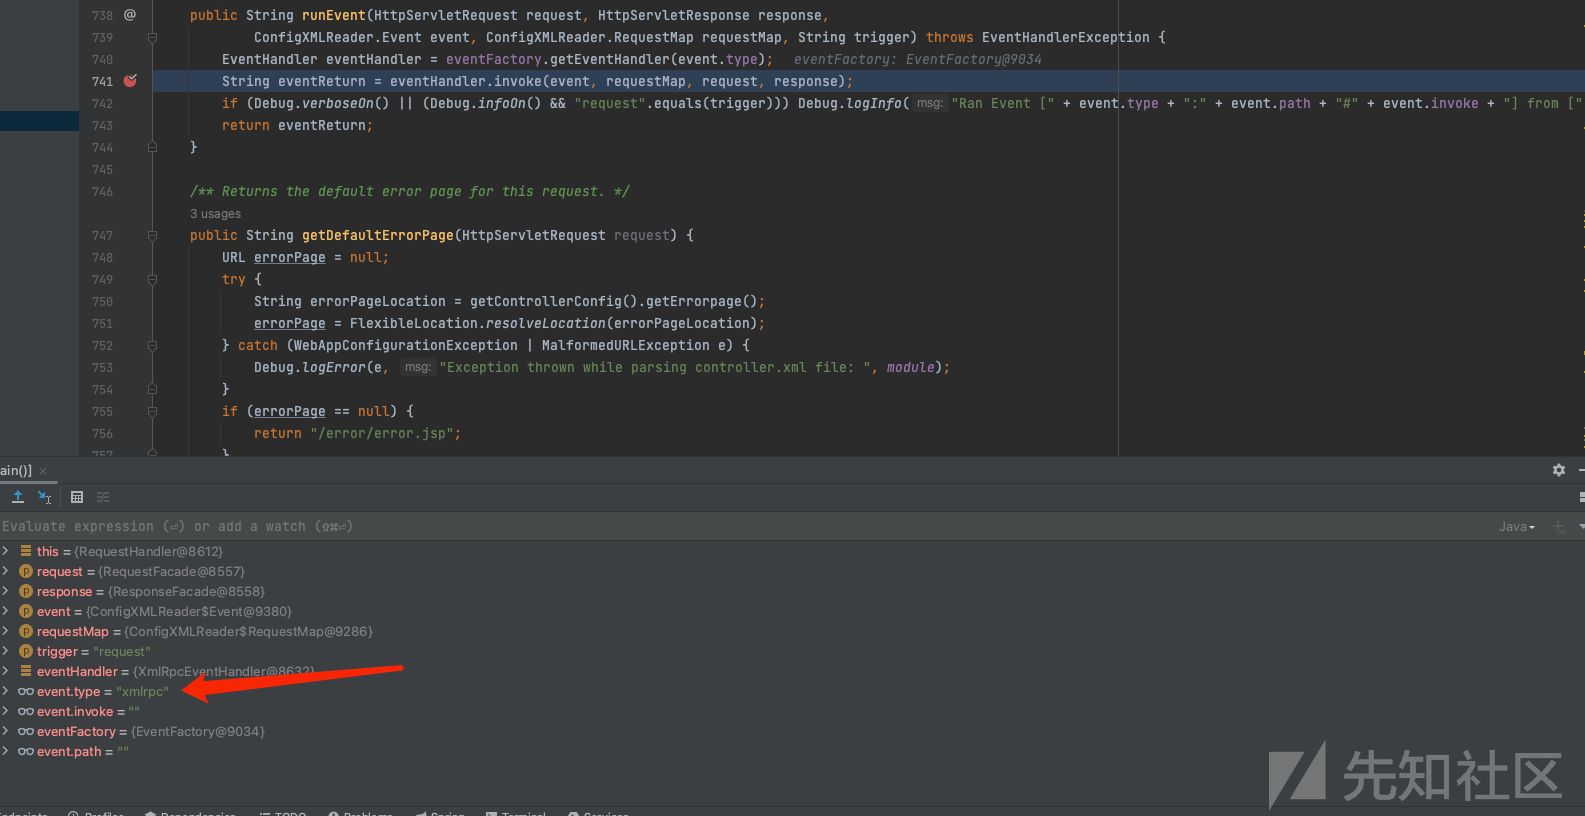 738 @ public String runEvent(HttpServletRequest request, HttpServletResponse response,
739 ConfigXMLReader.Event event, ConfigXMLReader.RequestMap requestMap, String trigger) throws EventHandlerException {
740 EventHandler eventHandler = eventFactory.getEventHandler(event.type); eventFactory: EventFactory@9034
741 String eventReturn = eventHandler.invoke(event, requestMap, request, response);
742 if (Debug.verboseOn() || (Debug.infoOn() && "request".equals(trigger))) Debug.logInfo( msg: "Ran Event [" + event.type + ":" + event.path + "#" + event.invoke + "] from ["
743 return eventReturn;
744 }
745
746 /** Returns the default error page for this request. */
3 usages
747 public String getDefaultErrorPage(HttpServletRequest request) {
748 URL errorPage = null;
749 try {
750 String errorPageLocation = getControllerConfig().getErrorpage();
751 errorPage = FlexibleLocation.resolveLocation(errorPageLocation);
752 } catch (WebAppConfigurationException | MalformedURLException e) {
753 Debug.logError(e, msg: "Exception thrown while parsing controller.xml file: ", module);
754 }
755 if (errorPage == null) {
756 return "/error/error.jsp";
757 }
ain()] ×
Evaluate expression (⏎) or add a watch (⇧⌘⏎)
Java
this = {RequestHandler@8612}
request = {RequestFacade@8557}
response = {ResponseFacade@8558}
event = {ConfigXMLReader$Event@9380}
requestMap = {ConfigXMLReader$RequestMap@9286}
trigger = "request"
eventHandler = {XmlRpcEventHandler@8632}
event.type = "xmlrpc"
event.invoke = ""
eventFactory = {EventFactory@9034}
event.path = ""
先知社区
ndpoints Profiler Dependencies TODO Problems Spring Terminal Services